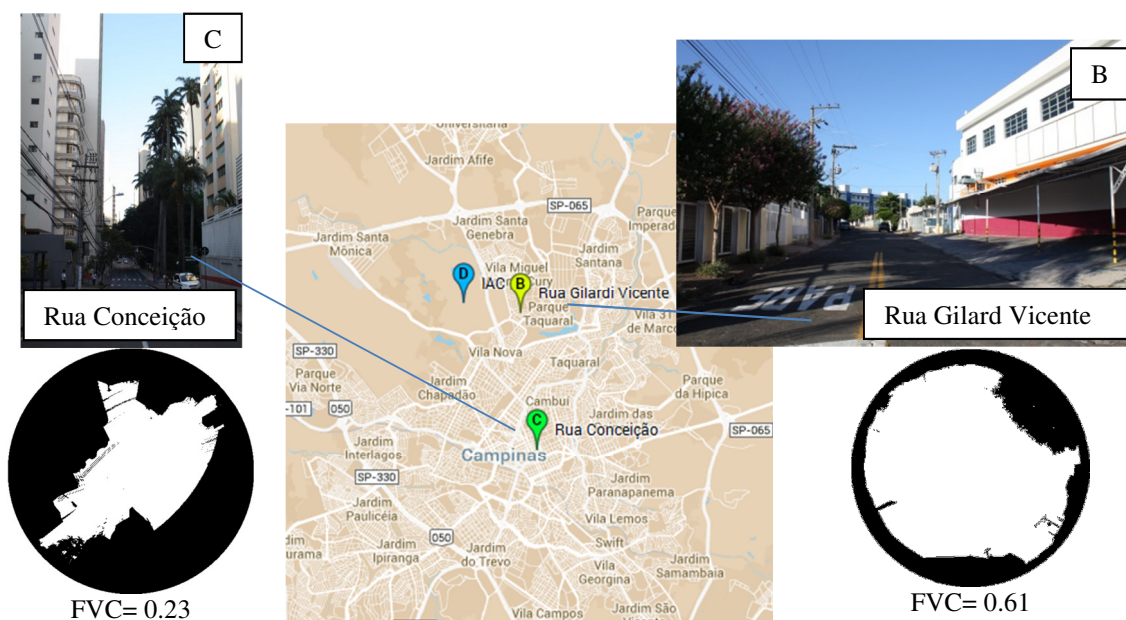 C
Rua Conceição
B
PARE
Rua Gilard Vicente
Universitária
Jardim Afife
SP-065
Parque
Imperador
Jardim Santa
Genebra
Jardim Santa
Mônica
Jardim
Santana
D
IAC
Vila Miguel
Cury
B
Rua Gilardi Vicente
Parque
Taquaral
Vila 31
de Março
SP-330
Vila Nova
Taquaral
Parque
Via Norte
Jardim
Chapadão
Parque
da Hípica
-101
050
Cambuí
Jardim das
C
Rua Conceição
SP-065
Jardim
Interlagos
Campinas
SP-330
Jardim
Paranapanema
Jardim
Paulicéia
Vila Lemos
050
Swift
Jardim
Ipiranga
Jardim
do Trevo
Vila
Georgina
Jardim
Samambaia
Vila Campos
Jardim São
FVC= 0.23
FVC= 0.61